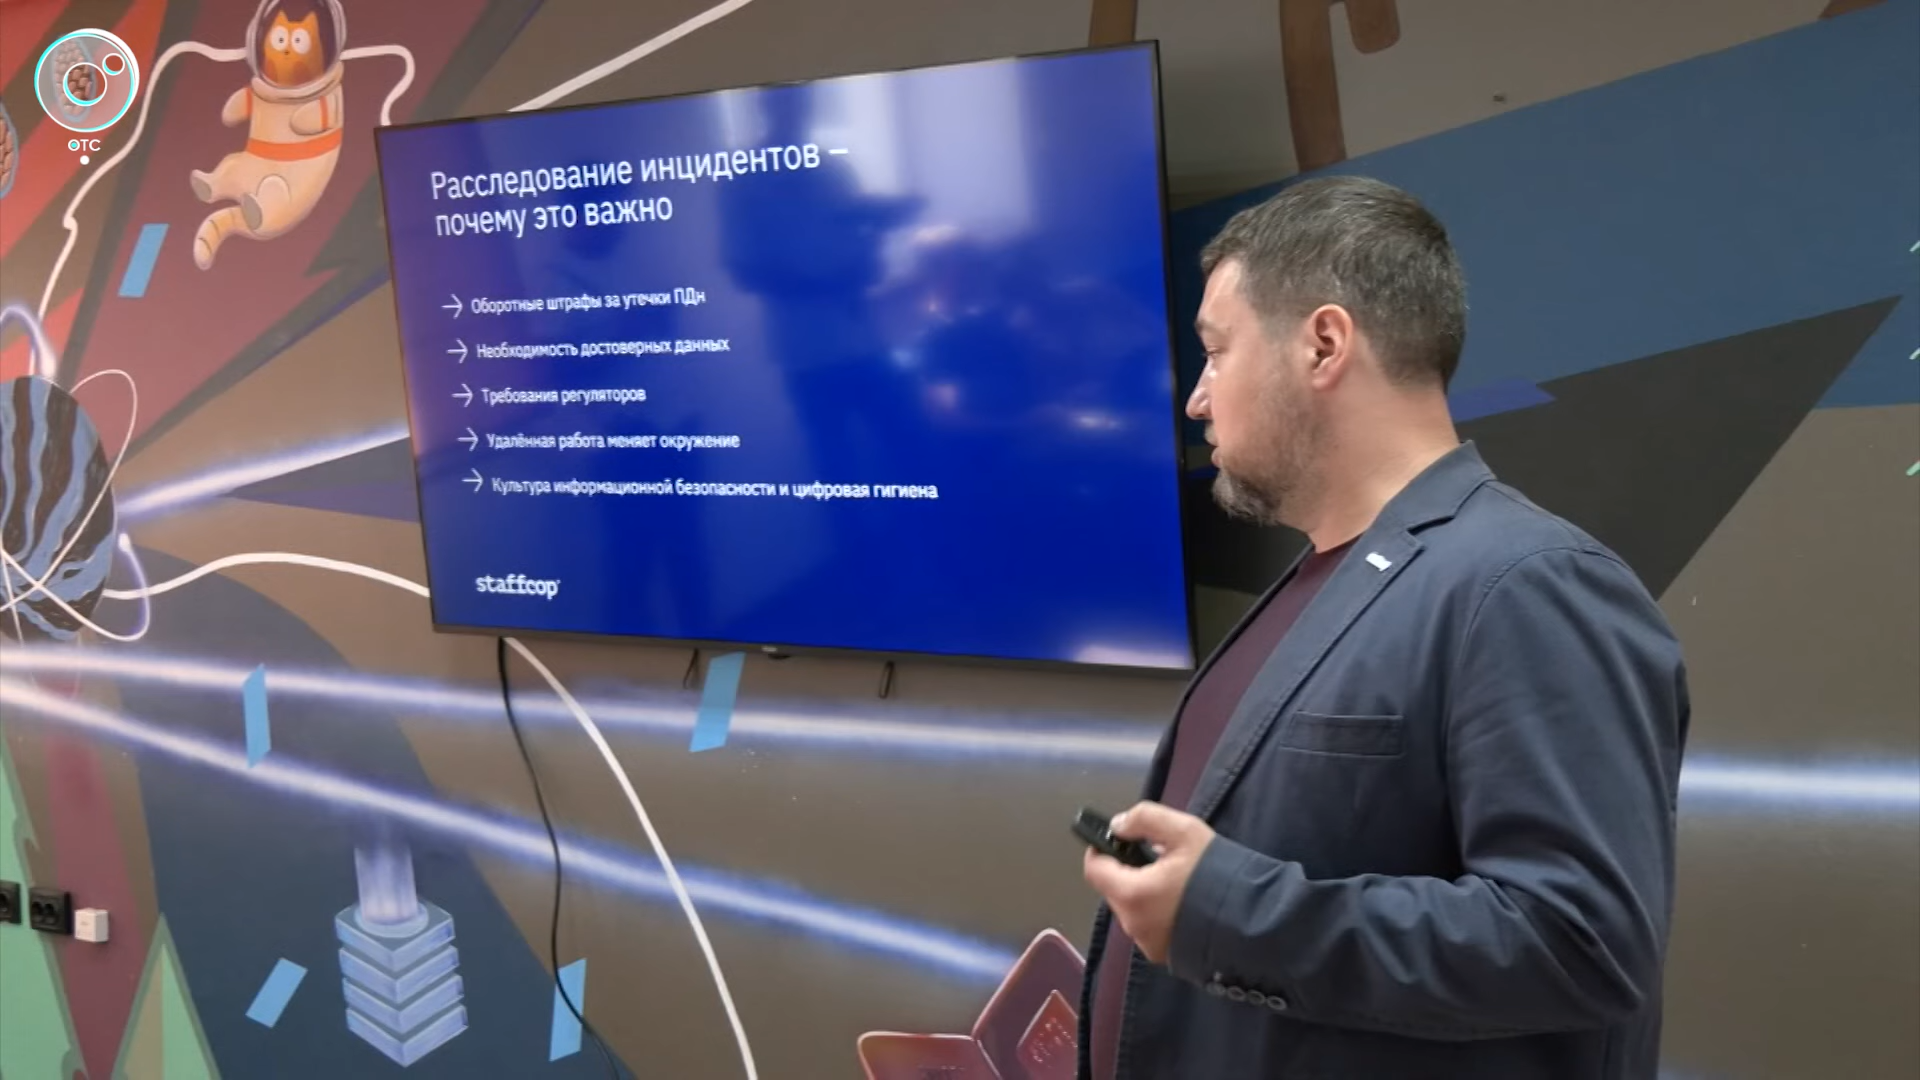 ОТС
Расследование инцидентов –
почему это важно
→ Оборотные штрафы за утечки ПДн
→ Необходимость достоверных данных
→ Требования регуляторов
→ Удалённая работа меняет окружение
→ Культура информационной безопасности и цифровая гигиена
staffcop